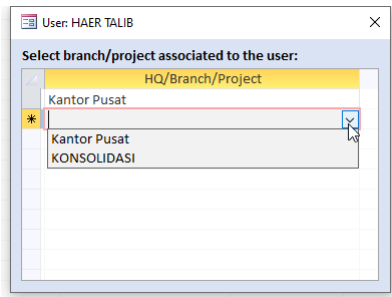 User: HAER TALIB
Select branch/project associated to the user:
HQ/Branch/Project
Kantor Pusat
Kantor Pusat
KONSOLIDASI